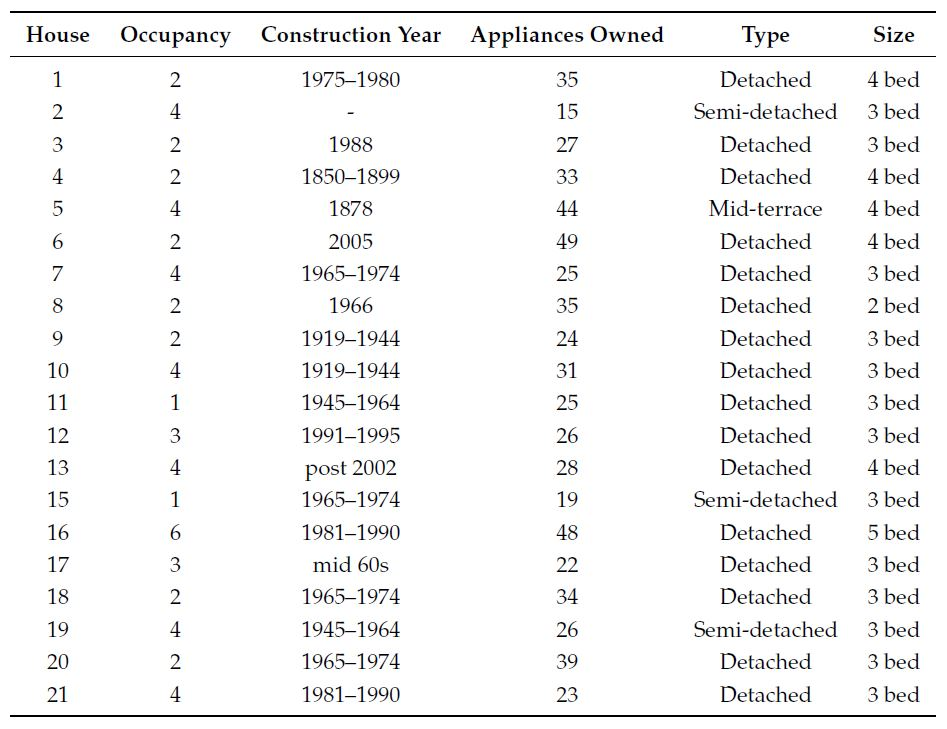 House Occupancy Construction Year Appliances Owned Type Size
1 2 1975–1980 35 Detached 4 bed
2 4 - 15 Semi-detached 3 bed
3 2 1988 27 Detached 3 bed
4 2 1850–1899 33 Detached 4 bed
5 4 1878 44 Mid-terrace 4 bed
6 2 2005 49 Detached 4 bed
7 4 1965–1974 25 Detached 3 bed
8 2 1966 35 Detached 2 bed
9 2 1919–1944 24 Detached 3 bed
10 4 1919–1944 31 Detached 3 bed
11 1 1945–1964 25 Detached 3 bed
12 3 1991–1995 26 Detached 3 bed
13 4 post 2002 28 Detached 4 bed
15 1 1965–1974 19 Semi-detached 3 bed
16 6 1981–1990 48 Detached 5 bed
17 3 mid 60s 22 Detached 3 bed
18 2 1965–1974 34 Detached 3 bed
19 4 1945–1964 26 Semi-detached 3 bed
20 2 1965–1974 39 Detached 3 bed
21 4 1981–1990 23 Detached 3 bed